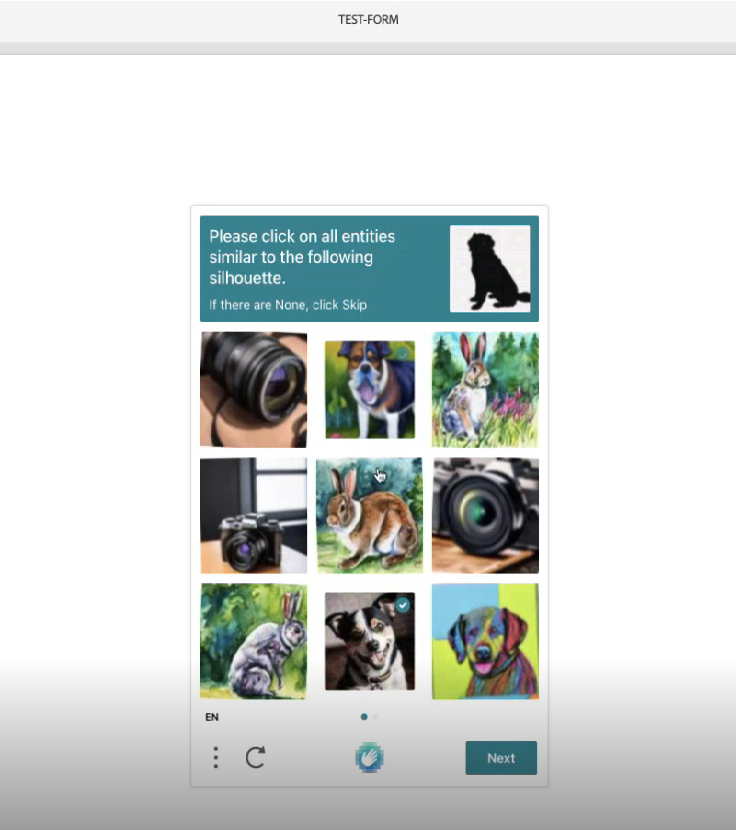 TEST-FORM
Please click on all entities
similar to the following
silhouette.
If there are None, click Skip
EN
Next